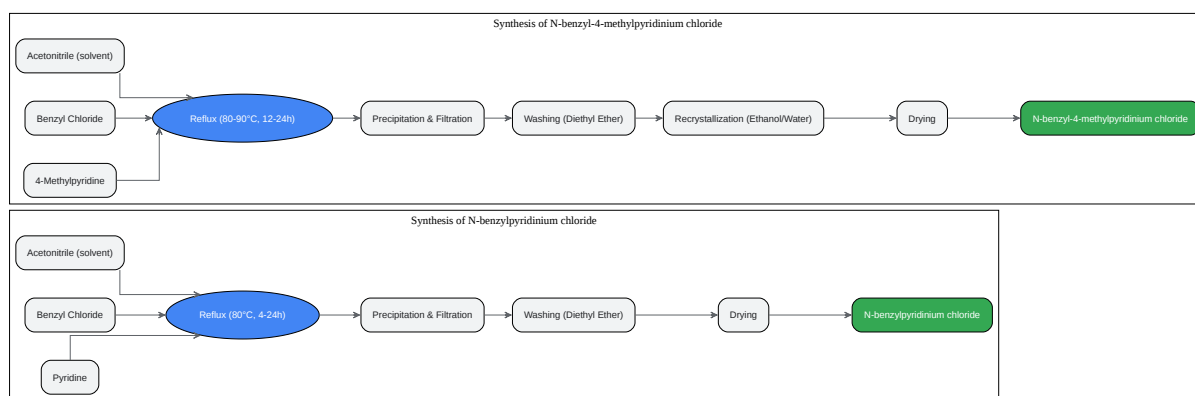 Synthesis of N-benzyl-4-methylpyridinium chloride
Acetonitrile (solvent)
Benzyl Chloride
Reflux (80-90°C, 12-24h)
Precipitation & Filtration
Washing (Diethyl Ether)
Recrystallization (Ethanol/Water)
Drying
N-benzyl-4-methylpyridinium chloride
4-Methylpyridine
Synthesis of N-benzylpyridinium chloride
Acetonitrile (solvent)
Benzyl Chloride
Reflux (80°C, 4-24h)
Precipitation & Filtration
Washing (Diethyl Ether)
Drying
N-benzylpyridinium chloride
Pyridine